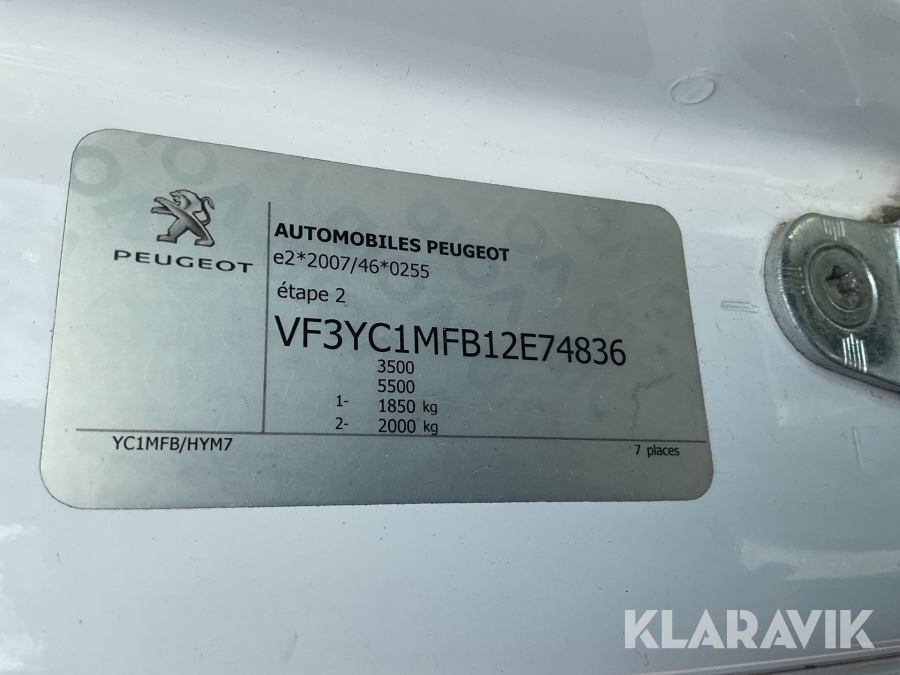 PEUGEOT
AUTOMOBILES PEUGEOT
e2*2007/46*0255
étape 2
VF3YC1MFB12E74836
3500
5500
1- 1850 kg
2- 2000 kg
YC1MFB/HYM7
7 places
KLARAVIK